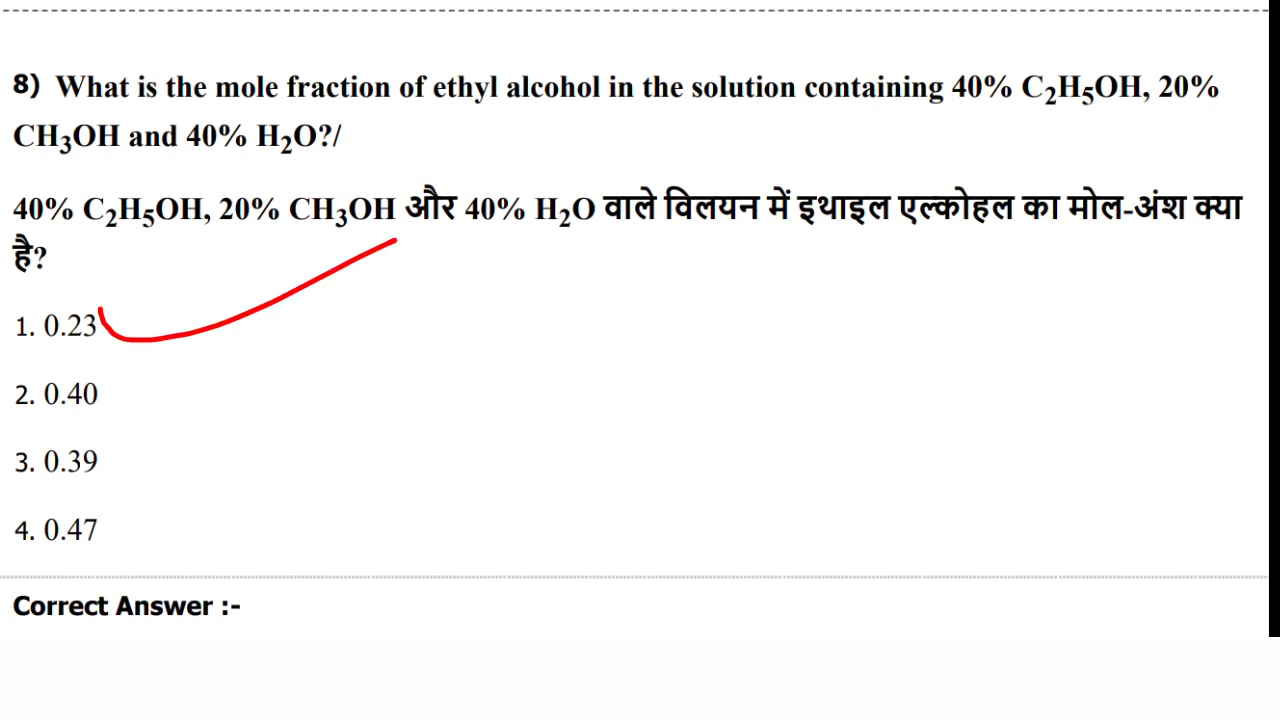 8) What is the mole fraction of ethyl alcohol in the solution containing 40% C₂H₅OH, 20%
CH₃OH and 40% H₂O?/
40% C₂H₅OH, 20% CH₃OH और 40% H₂O वाले विलयन में इथाइल एल्कोहल का मोल-अंश क्या
है?
1. 0.23
2. 0.40
3. 0.39
4. 0.47
Correct Answer :-